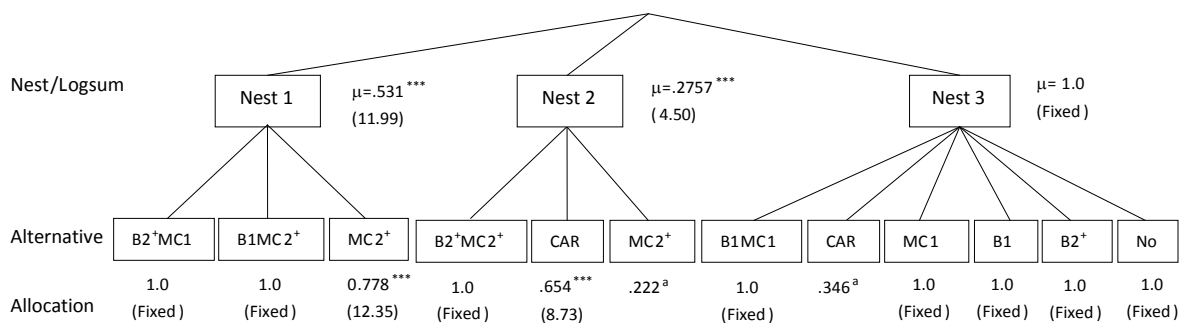 Nest/Logsum
Nest 1
μ=.531***
(11.99)
Nest 2
μ=.2757***
(4.50)
Nest 3
μ= 1.0
(Fixed)
Alternative
B2⁺MC1
B1MC2⁺
MC2⁺
B2⁺MC2⁺
CAR
MC2⁺
B1MC1
CAR
MC1
B1
B2⁺
No
Allocation
1.0
(Fixed)
1.0
(Fixed)
0.778***
(12.35)
1.0
(Fixed)
.654***
(8.73)
.222ᵃ
1.0
(Fixed)
.346ᵃ
1.0
(Fixed)
1.0
(Fixed)
1.0
(Fixed)
1.0
(Fixed)